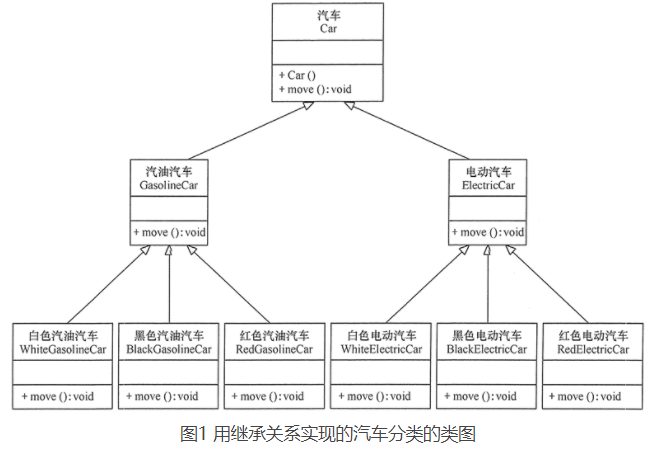 汽车
Car
+ Car ()
+ move (): void
汽油汽车
GasolineCar
+ move (): void
电动汽车
ElectricCar
+ move (): void
白色汽油汽车
WhiteGasolineCar
+ move (): void
黑色汽油汽车
BlackGasolineCar
+ move (): void
红色汽油汽车
RedGasolineCar
+ move (): void
白色电动汽车
WhiteElectricCar
+ move (): void
黑色电动汽车
BlackElectricCar
+ move (): void
红色电动汽车
RedElectricCar
+ move (): void
图1 用继承关系实现的汽车分类的类图